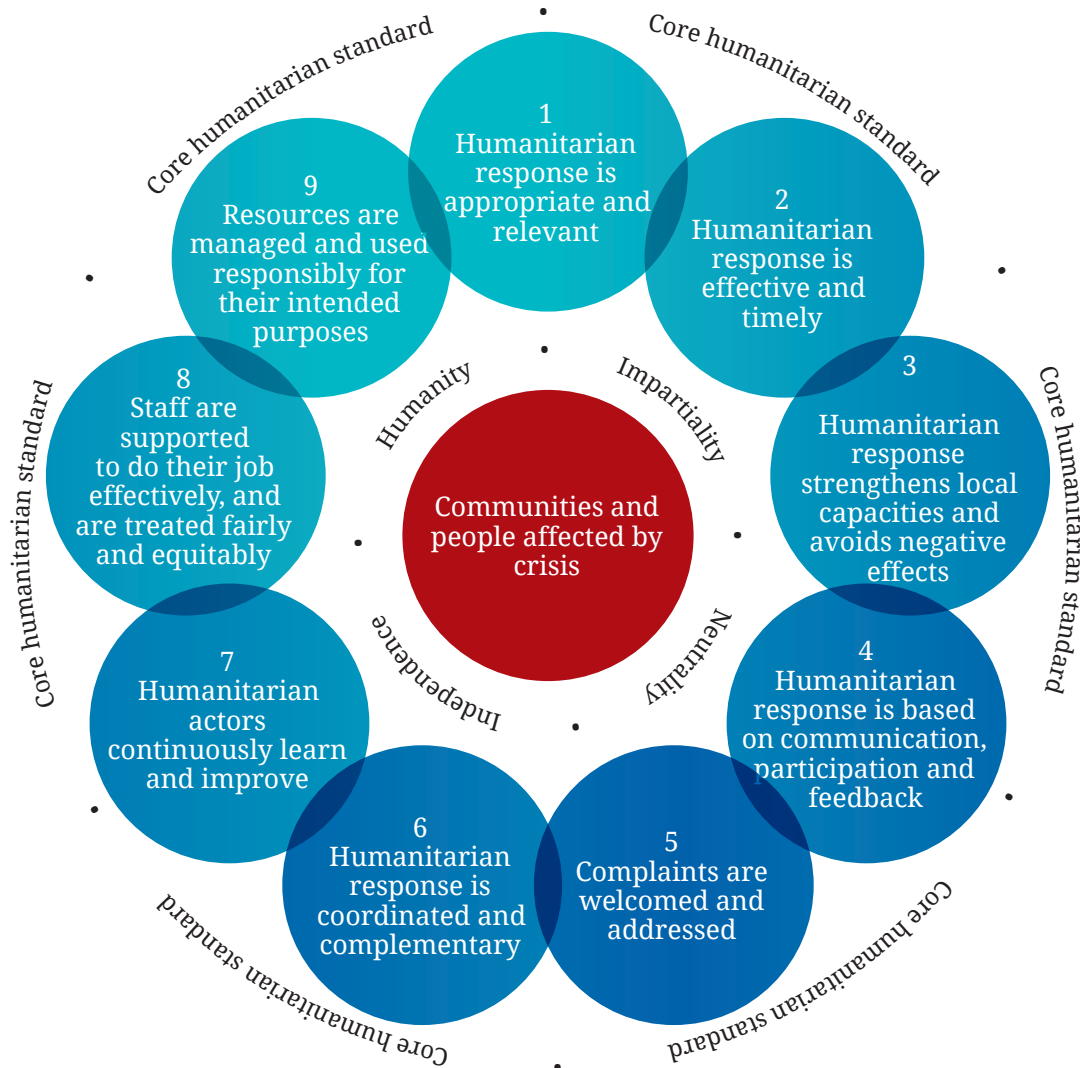 Core humanitarian standard
Core humanitarian standard
Core humanitarian standard
Core humanitarian standard
Core humanitarian standard
Core humanitarian standard
1
Humanitarian
response is
appropriate and
relevant
2
Humanitarian
response is
effective and
timely
3
Humanitarian
response
strengthens local
capacities and
avoids negative
effects
4
Humanitarian
response is based
on communication,
participation and
feedback
5
Complaints are
welcomed and
addressed
6
Humanitarian
response is
coordinated and
complementary
7
Humanitarian
actors
continuously learn
and improve
8
Staff are
supported
to do their job
effectively, and
are treated fairly
and equitably
9
Resources are
managed and used
responsibly for
their intended
purposes
Humanity
Impartiality
Neutrality
Independence
Communities and
people affected by
crisis